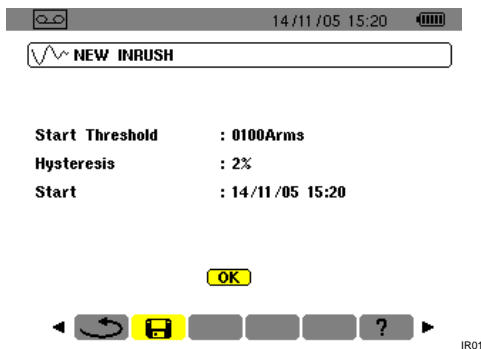 14/11/05 15:20
NEW INRUSH
Start Threshold : 0100Arms
Hysteresis : 2%
Start : 14/11/05 15:20
OK
?
IR01